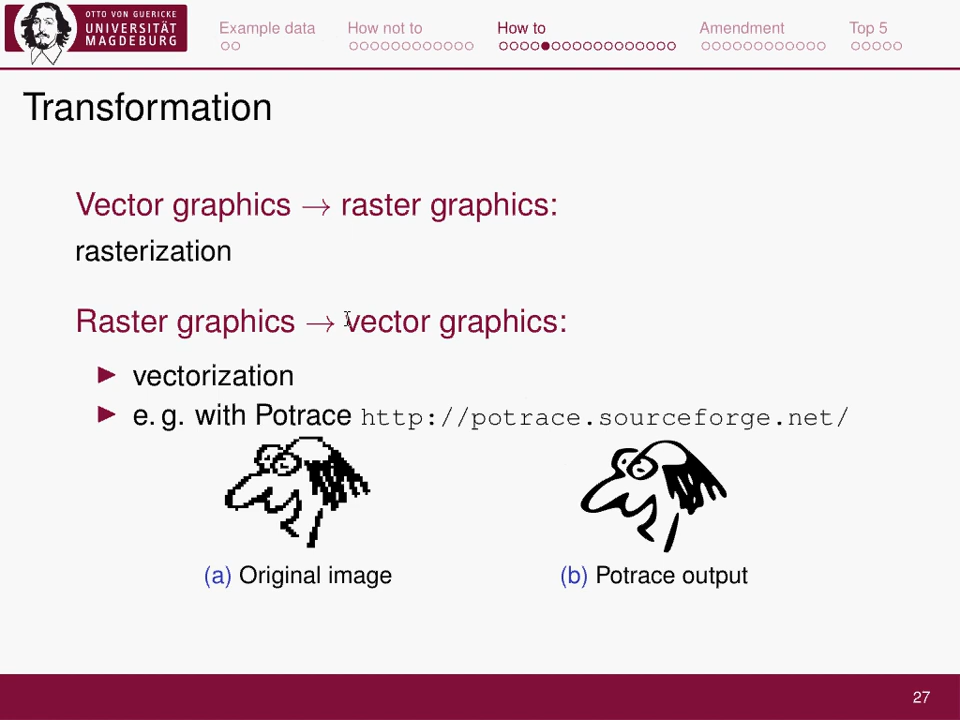 OTTO VON GUERICKE
UNIVERSITÄT
MAGDEBURG
Example data
How not to
How to
Amendment
Top 5
Transformation
Vector graphics → raster graphics:
rasterization
Raster graphics → vector graphics:
vectorization
e. g. with Potrace http://potrace.sourceforge.net/
(a) Original image
(b) Potrace output
27